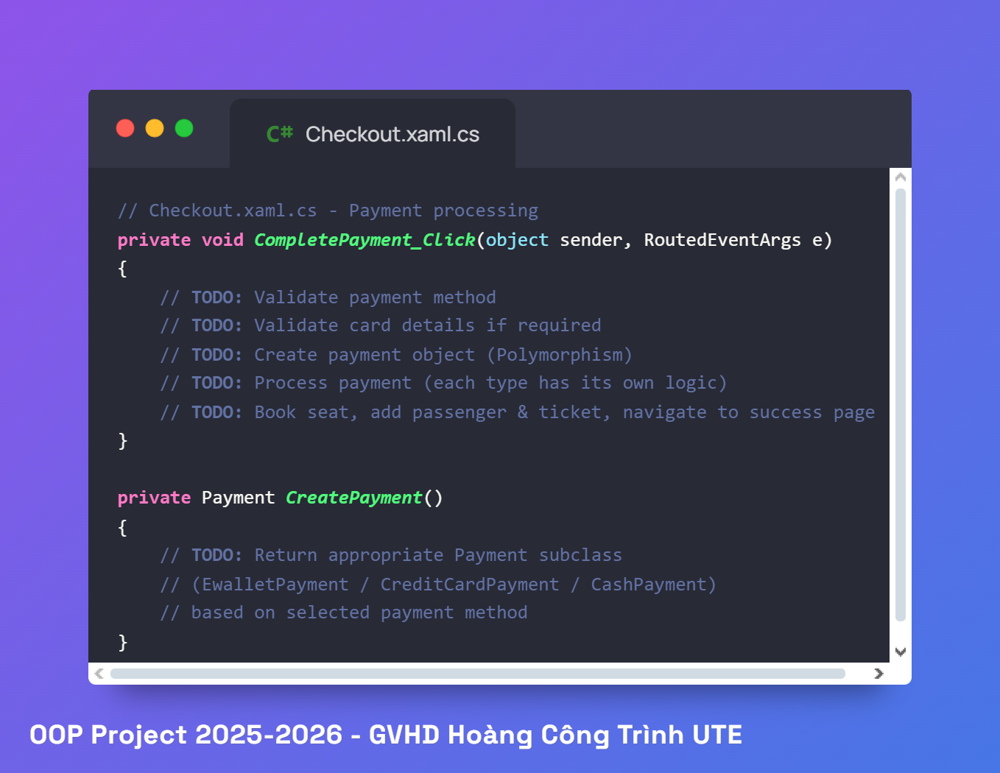 C# Checkout.xaml.cs
// Checkout.xaml.cs - Payment processing
private void CompletePayment_Click(object sender, RoutedEventArgs e)
{
    // TODO: Validate payment method
    // TODO: Validate card details if required
    // TODO: Create payment object (Polymorphism)
    // TODO: Process payment (each type has its own logic)
    // TODO: Book seat, add passenger & ticket, navigate to success page
}
private Payment CreatePayment()
{
    // TODO: Return appropriate Payment subclass
    // (EwalletPayment / CreditCardPayment / CashPayment)
    // based on selected payment method
}
OOP Project 2025-2026 - GVHD Hoàng Công Trình UTE